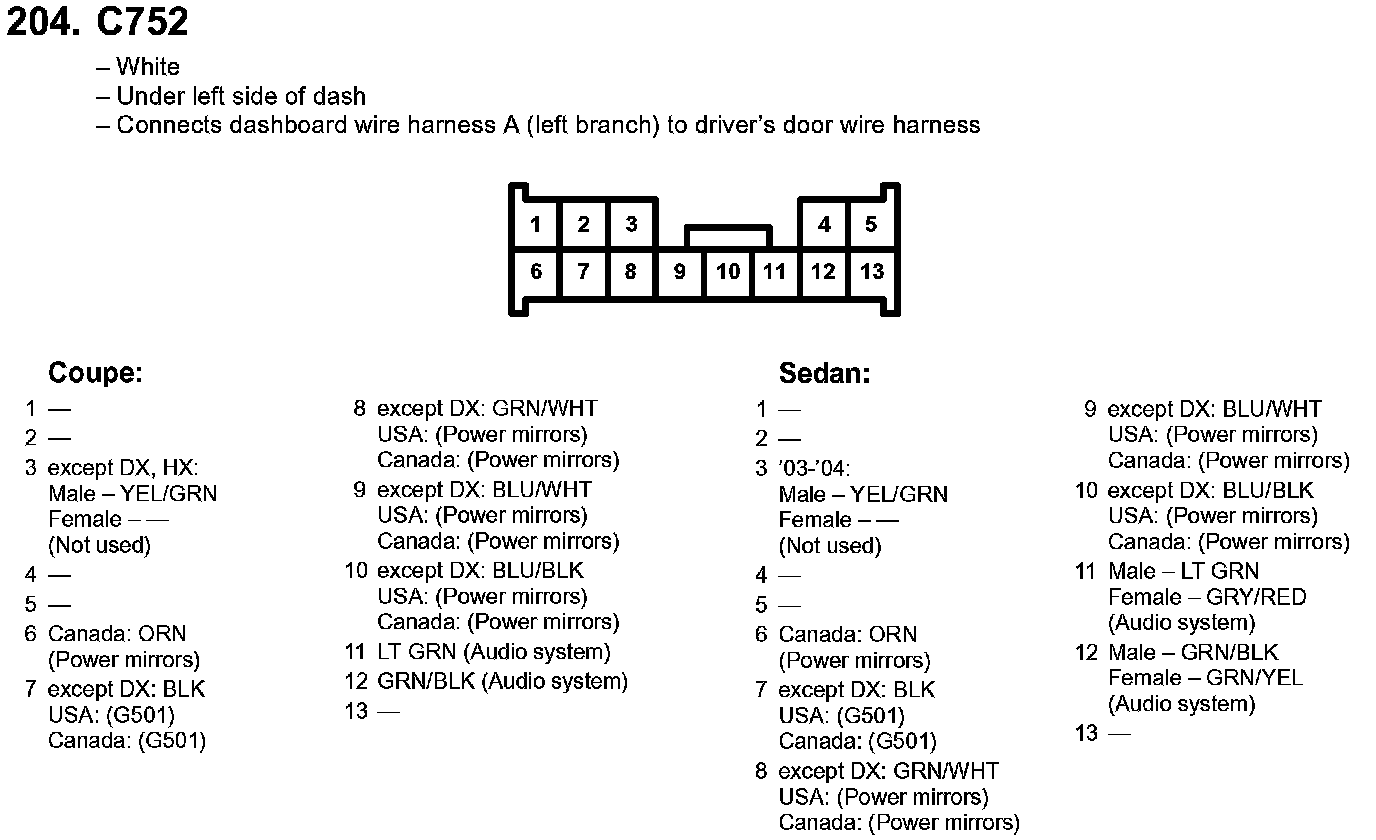 204. C752
– White
– Under left side of dash
– Connects dashboard wire harness A (left branch) to driver’s door wire harness
1 2 3 4 5
6 7 8 9 10 11 12 13
Coupe:
1 —
2 —
3 except DX, HX:
Male – YEL/GRN
Female – —
(Not used)
4 —
5 —
6 Canada: ORN
(Power mirrors)
7 except DX: BLK
USA: (G501)
Canada: (G501)
8 except DX: GRN/WHT
USA: (Power mirrors)
Canada: (Power mirrors)
9 except DX: BLU/WHT
USA: (Power mirrors)
Canada: (Power mirrors)
10 except DX: BLU/BLK
USA: (Power mirrors)
Canada: (Power mirrors)
11 LT GRN (Audio system)
12 GRN/BLK (Audio system)
13 —
Sedan:
1 —
2 —
3 ’03-’04:
Male – YEL/GRN
Female – —
(Not used)
4 —
5 —
6 Canada: ORN
(Power mirrors)
7 except DX: BLK
USA: (G501)
Canada: (G501)
8 except DX: GRN/WHT
USA: (Power mirrors)
Canada: (Power mirrors)
9 except DX: BLU/WHT
USA: (Power mirrors)
Canada: (Power mirrors)
10 except DX: BLU/BLK
USA: (Power mirrors)
Canada: (Power mirrors)
11 Male – LT GRN
Female – GRY/RED
(Audio system)
12 Male – GRN/BLK
Female – GRN/YEL
(Audio system)
13 —